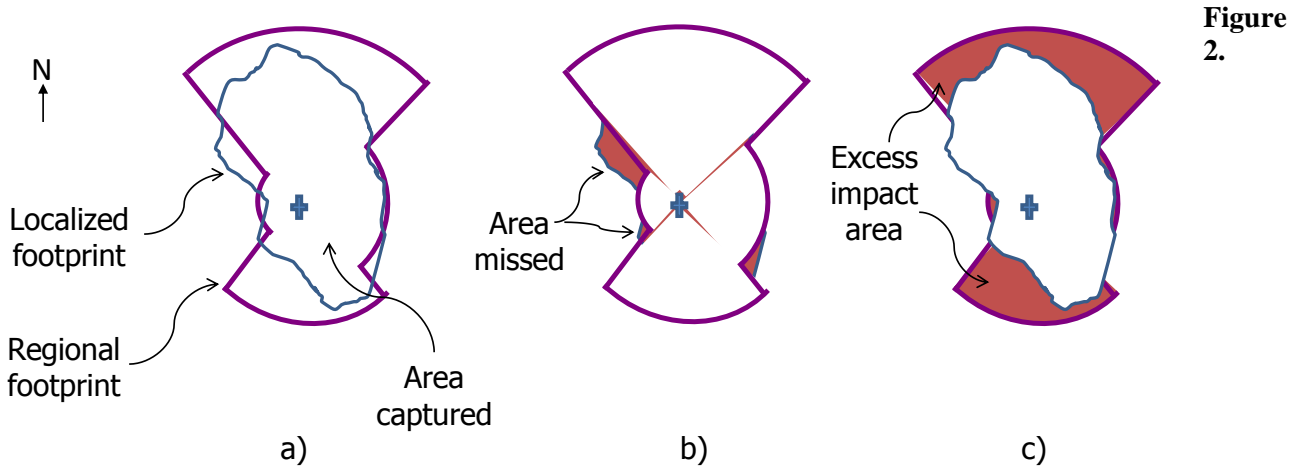 Figure
2.
N
Localized
footprint
Regional
footprint
Area
captured
a)
Area
missed
b)
Excess
impact
area
c)